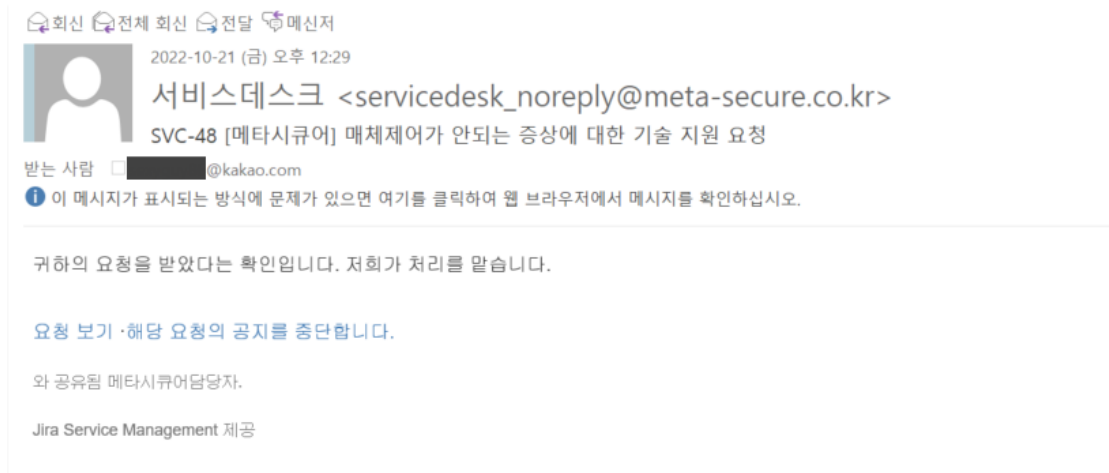 회신 전체 회신 전달 메신저
2022-10-21 (금) 오후 12:29
서비스데스크 <servicedesk_noreply@meta-secure.co.kr>
SVC-48 [메타시큐어] 매체제어가 안되는 증상에 대한 기술 지원 요청
받는 사람 @kakao.com
이 메시지가 표시되는 방식에 문제가 있으면 여기를 클릭하여 웹 브라우저에서 메시지를 확인하십시오.
귀하의 요청을 받았다는 확인입니다. 저희가 처리를 맡습니다.
요청 보기 ·해당 요청의 공지를 중단합니다.
와 공유됨 메타시큐어담당자.
Jira Service Management 제공